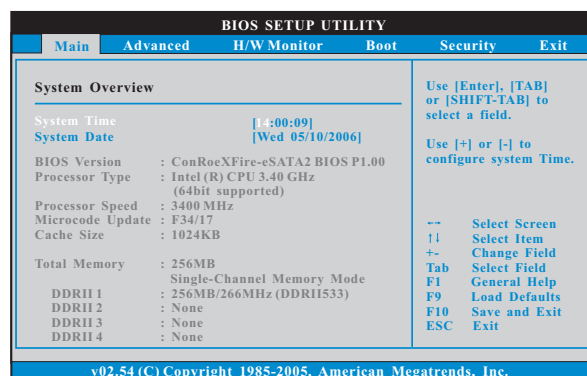 BIOS SETUP UTILITY
Main Advanced H/W Monitor Boot Security Exit
System Overview
System Time [14:00:09]
System Date [Wed 05/10/2006]
BIOS Version : ConRoeXFire-eSATA2 BIOS P1.00
Processor Type : Intel (R) CPU 3.40 GHz
(64bit supported)
Processor Speed : 3400 MHz
Microcode Update : F34/17
Cache Size : 1024KB
Total Memory : 256MB
Single-Channel Memory Mode
DDRII 1 : 256MB/266MHz (DDRII533)
DDRII 2 : None
DDRII 3 : None
DDRII 4 : None
Use [Enter], [TAB]
or [SHIFT-TAB] to
select a field.
Use [+] or [-] to
configure system Time.
←→ Select Screen
↑↓ Select Item
+- Change Field
Tab Select Field
F1 General Help
F9 Load Defaults
F10 Save and Exit
ESC Exit
v02.54 (C) Copyright 1985-2005, American Megatrends, Inc.